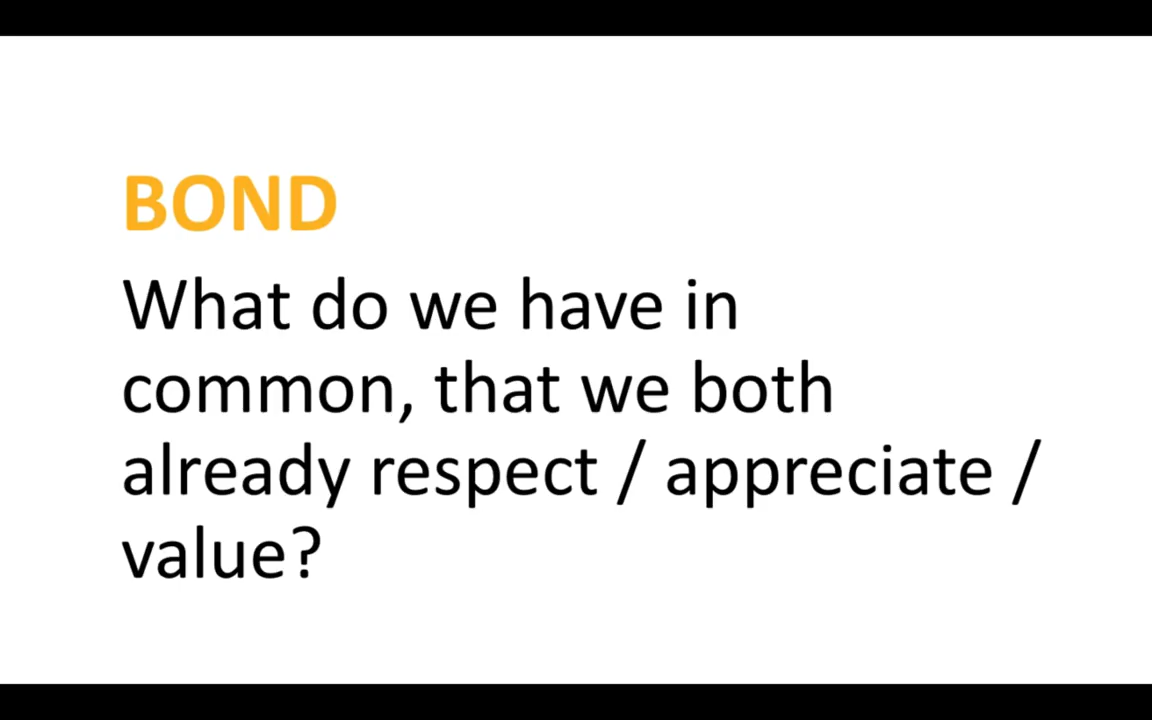 BOND
What do we have in
common, that we both
already respect / appreciate /
value?